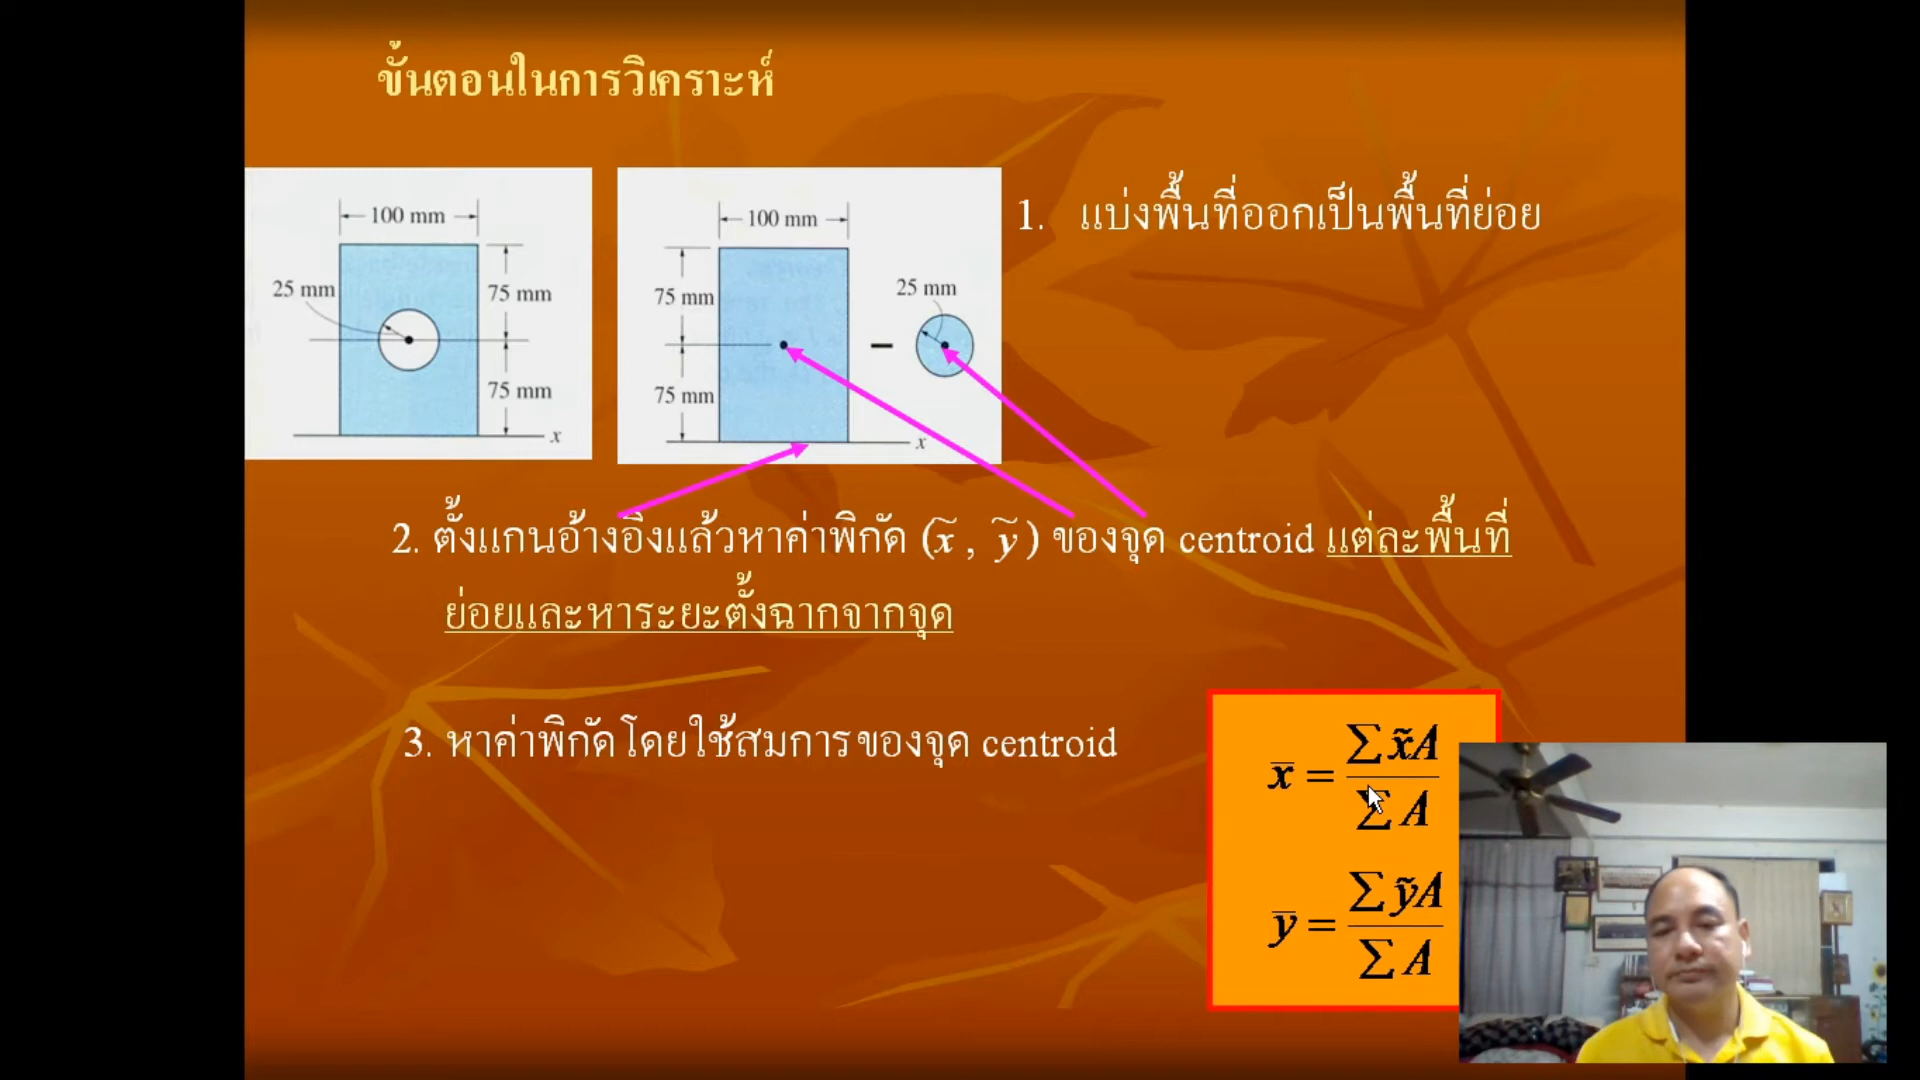 ขั้นตอนในการวิเคราะห์
100 mm
25 mm
75 mm
75 mm
x
100 mm
75 mm
25 mm
75 mm
x
1. แบ่งพื้นที่ออกเป็นพื้นที่ย่อย
2. ตั้งแกนอ้างอิงแล้วหาค่าพิกัด (x̃ , ỹ) ของจุด centroid แต่ละพื้นที่
ย่อยและหาระยะตั้งฉากจากจุด
3. หาค่าพิกัดโดยใช้สมการของจุด centroid
x̄ = ∑x̃A / ∑A
ȳ = ∑ỹA / ∑A